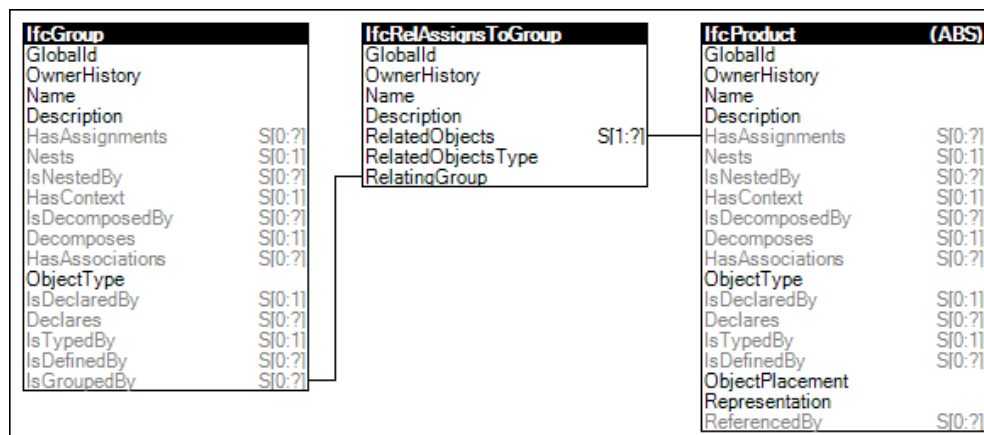 IfcGroup
GlobalId
OwnerHistory
Name
Description
HasAssignments S[0:?]
Nests S[0:1]
IsNestedBy S[0:?]
HasContext S[0:1]
IsDecomposedBy S[0:?]
Decomposes S[0:1]
HasAssociations S[0:?]
ObjectType
IsDeclaredBy S[0:1]
Declares S[0:?]
IsTypedBy S[0:1]
IsDefinedBy S[0:?]
IsGroupedBy S[0:?]
IfcRelAssignsToGroup
GlobalId
OwnerHistory
Name
Description
RelatedObjects S[1:?]
RelatedObjectsType
RelatingGroup
IfcProduct (ABS)
GlobalId
OwnerHistory
Name
Description
HasAssignments S[0:?]
Nests S[0:1]
IsNestedBy S[0:?]
HasContext S[0:1]
IsDecomposedBy S[0:?]
Decomposes S[0:1]
HasAssociations S[0:?]
ObjectType
IsDeclaredBy S[0:1]
Declares S[0:?]
IsTypedBy S[0:1]
IsDefinedBy S[0:?]
ObjectPlacement
Representation
ReferencedBy S[0:?]